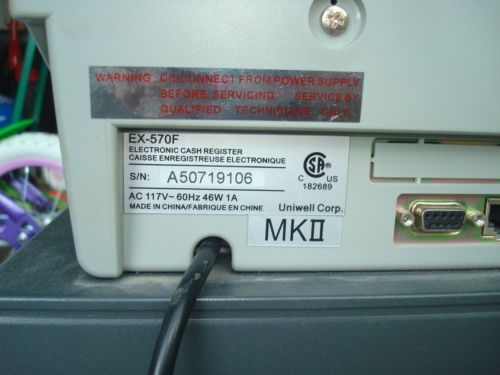 WARNING: DISCONNECT FROM POWER SUPPLY
BEFORE SERVICING. SERVICE BY
QUALIFIED TECHNICIANS ONLY.
EX-570F
ELECTRONIC CASH REGISTER
CAISSE ENREGISTREUSE ELECTRONIQUE
S/N: A50719106
AC 117V~ 60Hz 46W 1A
MADE IN CHINA/FABRIQUE EN CHINE
SA
C US
182689
Uniwell Corp.
MKII